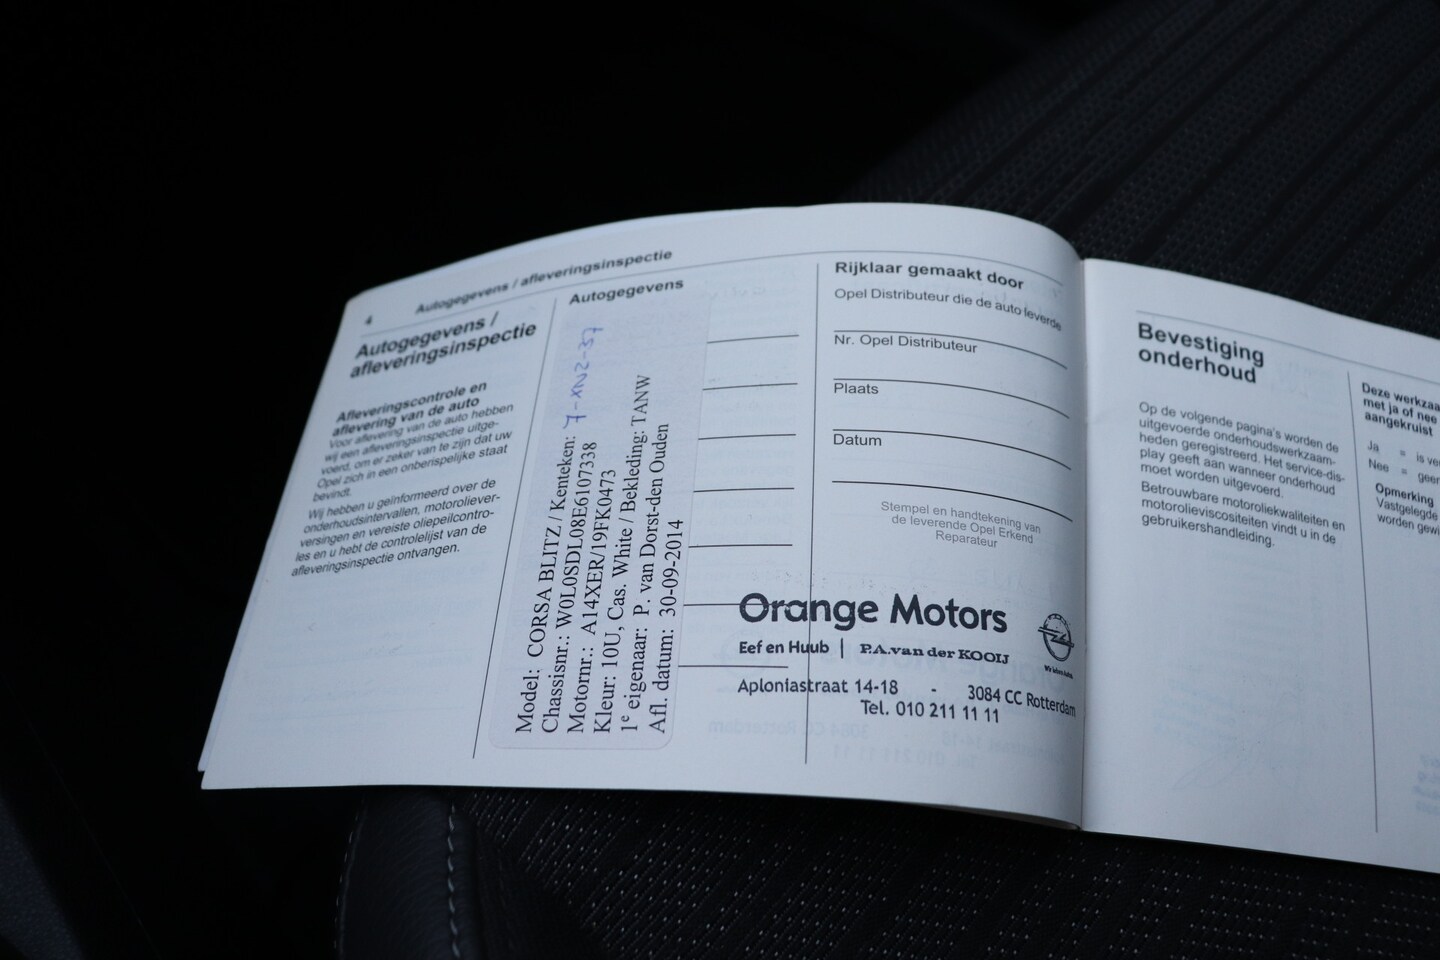 4
Autogegevens / afleveringsinspectie
Autogegevens /
afleveringsinspectie
Afleveringscontrole en
aflevering van de auto
Voor aflevering van de auto hebben
wij een afleveringsinspectie uitge-
voerd, om er zeker van te zijn dat uw
Opel zich in een onberispelijke staat
bevindt.
Wij hebben u geïnformeerd over de
onderhoudsintervallen, motoroliever-
versingen en vereiste oliepeilcontro-
les en u hebt de controlelijst van de
afleveringsinspectie ontvangen.
Autogegevens
Model: CORSA BLITZ / Kenteken: 7-XNZ-37
Chassisnr.: W0L0SDL08E6107338
Motornr.: A14XER/19FK0473
Kleur: 10U, Cas. White / Bekleding: TANW
1e eigenaar: P. van Dorst-den Ouden
Afl. datum: 30-09-2014
Rijklaar gemaakt door
Opel Distributeur die de auto leverde
Nr. Opel Distributeur
Plaats
Datum
Stempel en handtekening van
de leverende Opel Erkend
Reparateur
Orange Motors
Eef en Huub | P.A.van der KOOIJ
Aploniastraat 14-18 - 3084 CC Rotterdam
Tel. 010 211 11 11
Bevestiging
onderhoud
Op de volgende pagina's worden de
uitgevoerde onderhoudswerkzaam-
heden geregistreerd. Het service-dis-
play geeft aan wanneer onderhoud
moet worden uitgevoerd.
Betrouwbare motoroliekwaliteiten en
motorolieviscositeiten vindt u in de
gebruikershandleiding.
Deze werkzaa
met ja of nee
aangekruist
Ja = is ve
Nee = geen
Opmerking
Vastgelegde
worden gewi